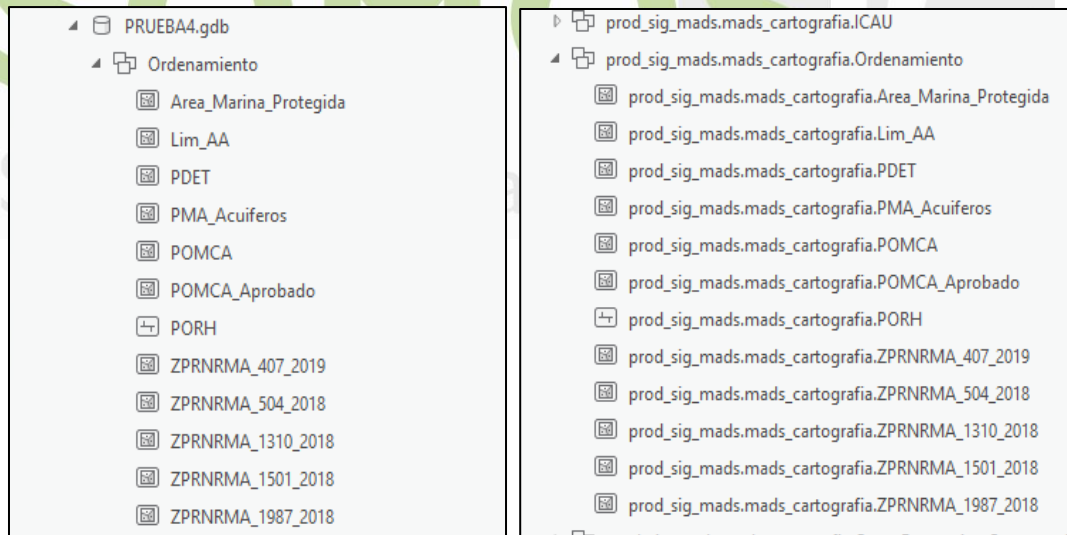 PRUEBA4.gdb
Ordenamiento
Area_Marina_Protegida
Lim_AA
PDET
PMA_Acuiferos
POMCA
POMCA_Aprobado
PORH
ZPRNRMA_407_2019
ZPRNRMA_504_2018
ZPRNRMA_1310_2018
ZPRNRMA_1501_2018
ZPRNRMA_1987_2018
prod_sig_mads.mads_cartografia.ICAU
prod_sig_mads.mads_cartografia.Ordenamiento
prod_sig_mads.mads_cartografia.Area_Marina_Protegida
prod_sig_mads.mads_cartografia.Lim_AA
prod_sig_mads.mads_cartografia.PDET
prod_sig_mads.mads_cartografia.PMA_Acuiferos
prod_sig_mads.mads_cartografia.POMCA
prod_sig_mads.mads_cartografia.POMCA_Aprobado
prod_sig_mads.mads_cartografia.PORH
prod_sig_mads.mads_cartografia.ZPRNRMA_407_2019
prod_sig_mads.mads_cartografia.ZPRNRMA_504_2018
prod_sig_mads.mads_cartografia.ZPRNRMA_1310_2018
prod_sig_mads.mads_cartografia.ZPRNRMA_1501_2018
prod_sig_mads.mads_cartografia.ZPRNRMA_1987_2018